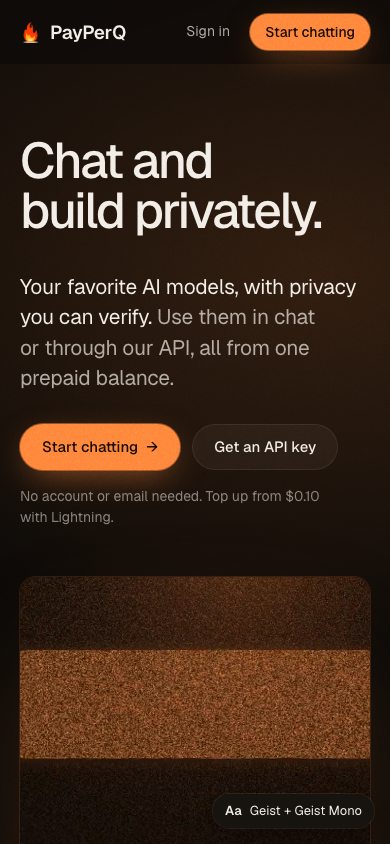 PayPerQ
Sign in
Start chatting
Chat and
build privately.
Your favorite AI models, with privacy
you can verify. Use them in chat
or through our API, all from one
prepaid balance.
Start chatting →
Get an API key
No account or email needed. Top up from $0.10
with Lightning.
Aa Geist + Geist Mono